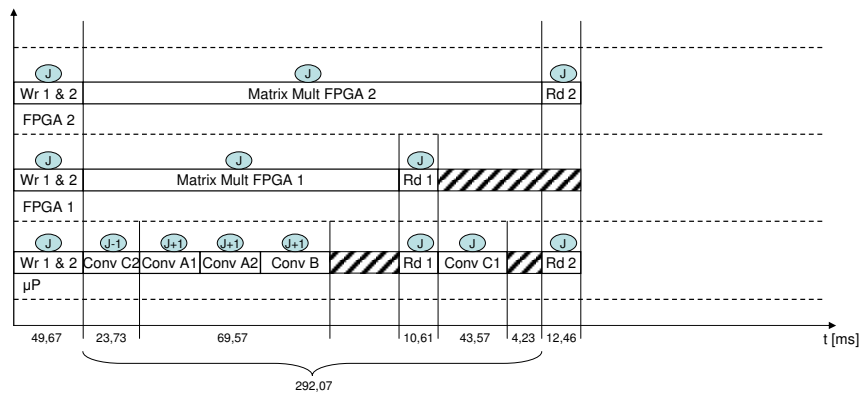 J J J
Wr 1 & 2 Matrix Mult FPGA 2 Rd 2
FPGA 2
J J J
Wr 1 & 2 Matrix Mult FPGA 1 Rd 1
FPGA 1
J J-1 J+1 J+1 J+1 J J J
Wr 1 & 2 Conv C2 Conv A1 Conv A2 Conv B Rd 1 Conv C1 Rd 2
µP
49,67 23,73 69,57 10,61 43,57 4,23 12,46 t [ms]
292,07